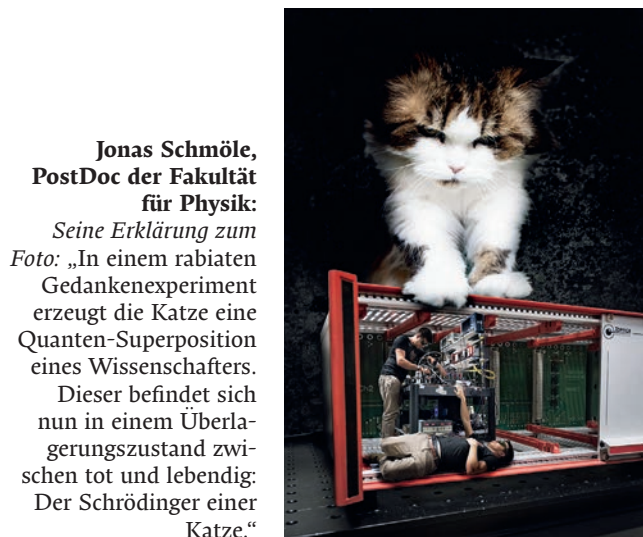 Jonas Schmöle,
PostDoc der Fakultät
für Physik:
Seine Erklärung zum
Foto: „In einem rabiaten
Gedankenexperiment
erzeugt die Katze eine
Quanten-Superposition
eines Wissenschafters.
Dieser befindet sich
nun in einem Überla-
gerungszustand zwi-
schen tot und lebendig:
Der Schrödinger einer
Katze.“